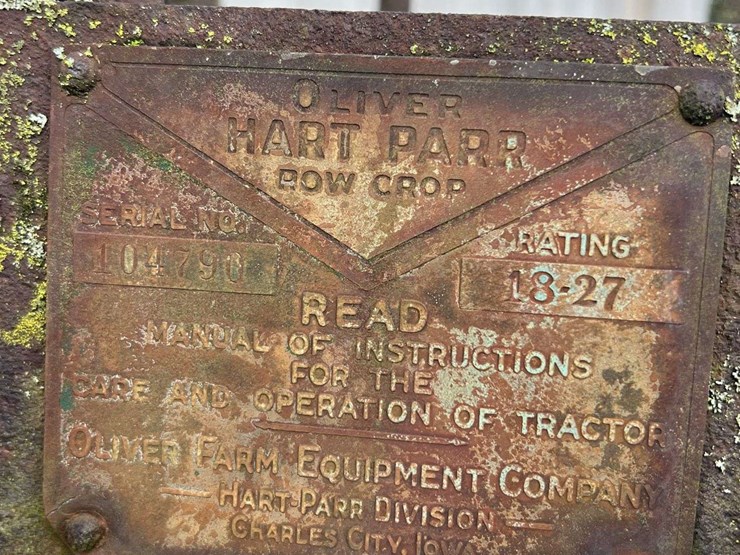 OLIVER
HART PARR
ROW CROP
SERIAL NO.
104790
RATING
18-27
READ
MANUAL OF INSTRUCTIONS
FOR THE
CARE AND OPERATION OF TRACTOR
OLIVER FARM EQUIPMENT COMPANY
HART-PARR DIVISION
CHARLES CITY, IOWA